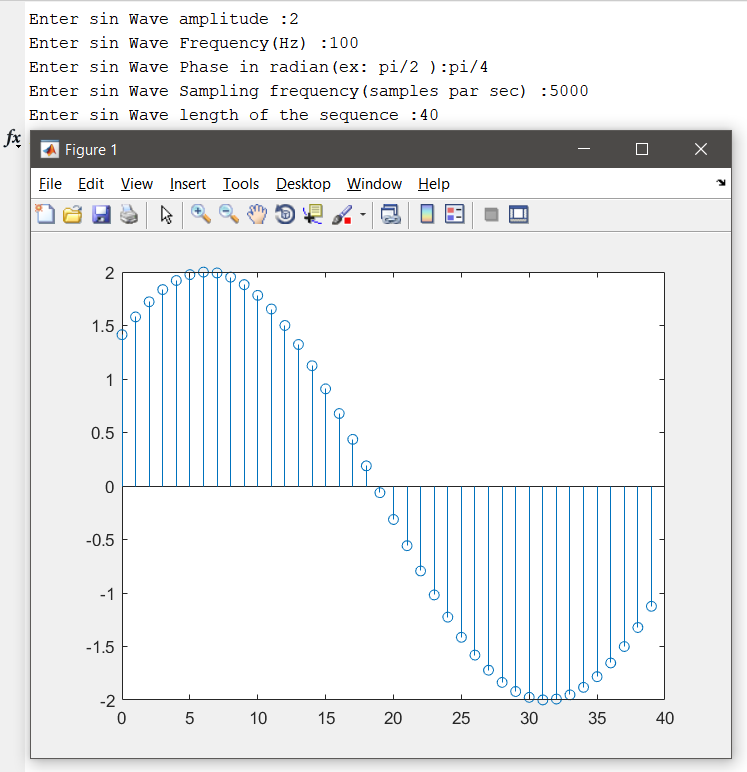 Enter sin Wave amplitude :2
Enter sin Wave Frequency(Hz) :100
Enter sin Wave Phase in radian(ex: pi/2 ):pi/4
Enter sin Wave Sampling frequency(samples par sec) :5000
Enter sin Wave length of the sequence :40
fx
Figure 1
File Edit View Insert Tools Desktop Window Help
2
1.5
1
0.5
0
-0.5
-1
-1.5
-2
0 5 10 15 20 25 30 35 40